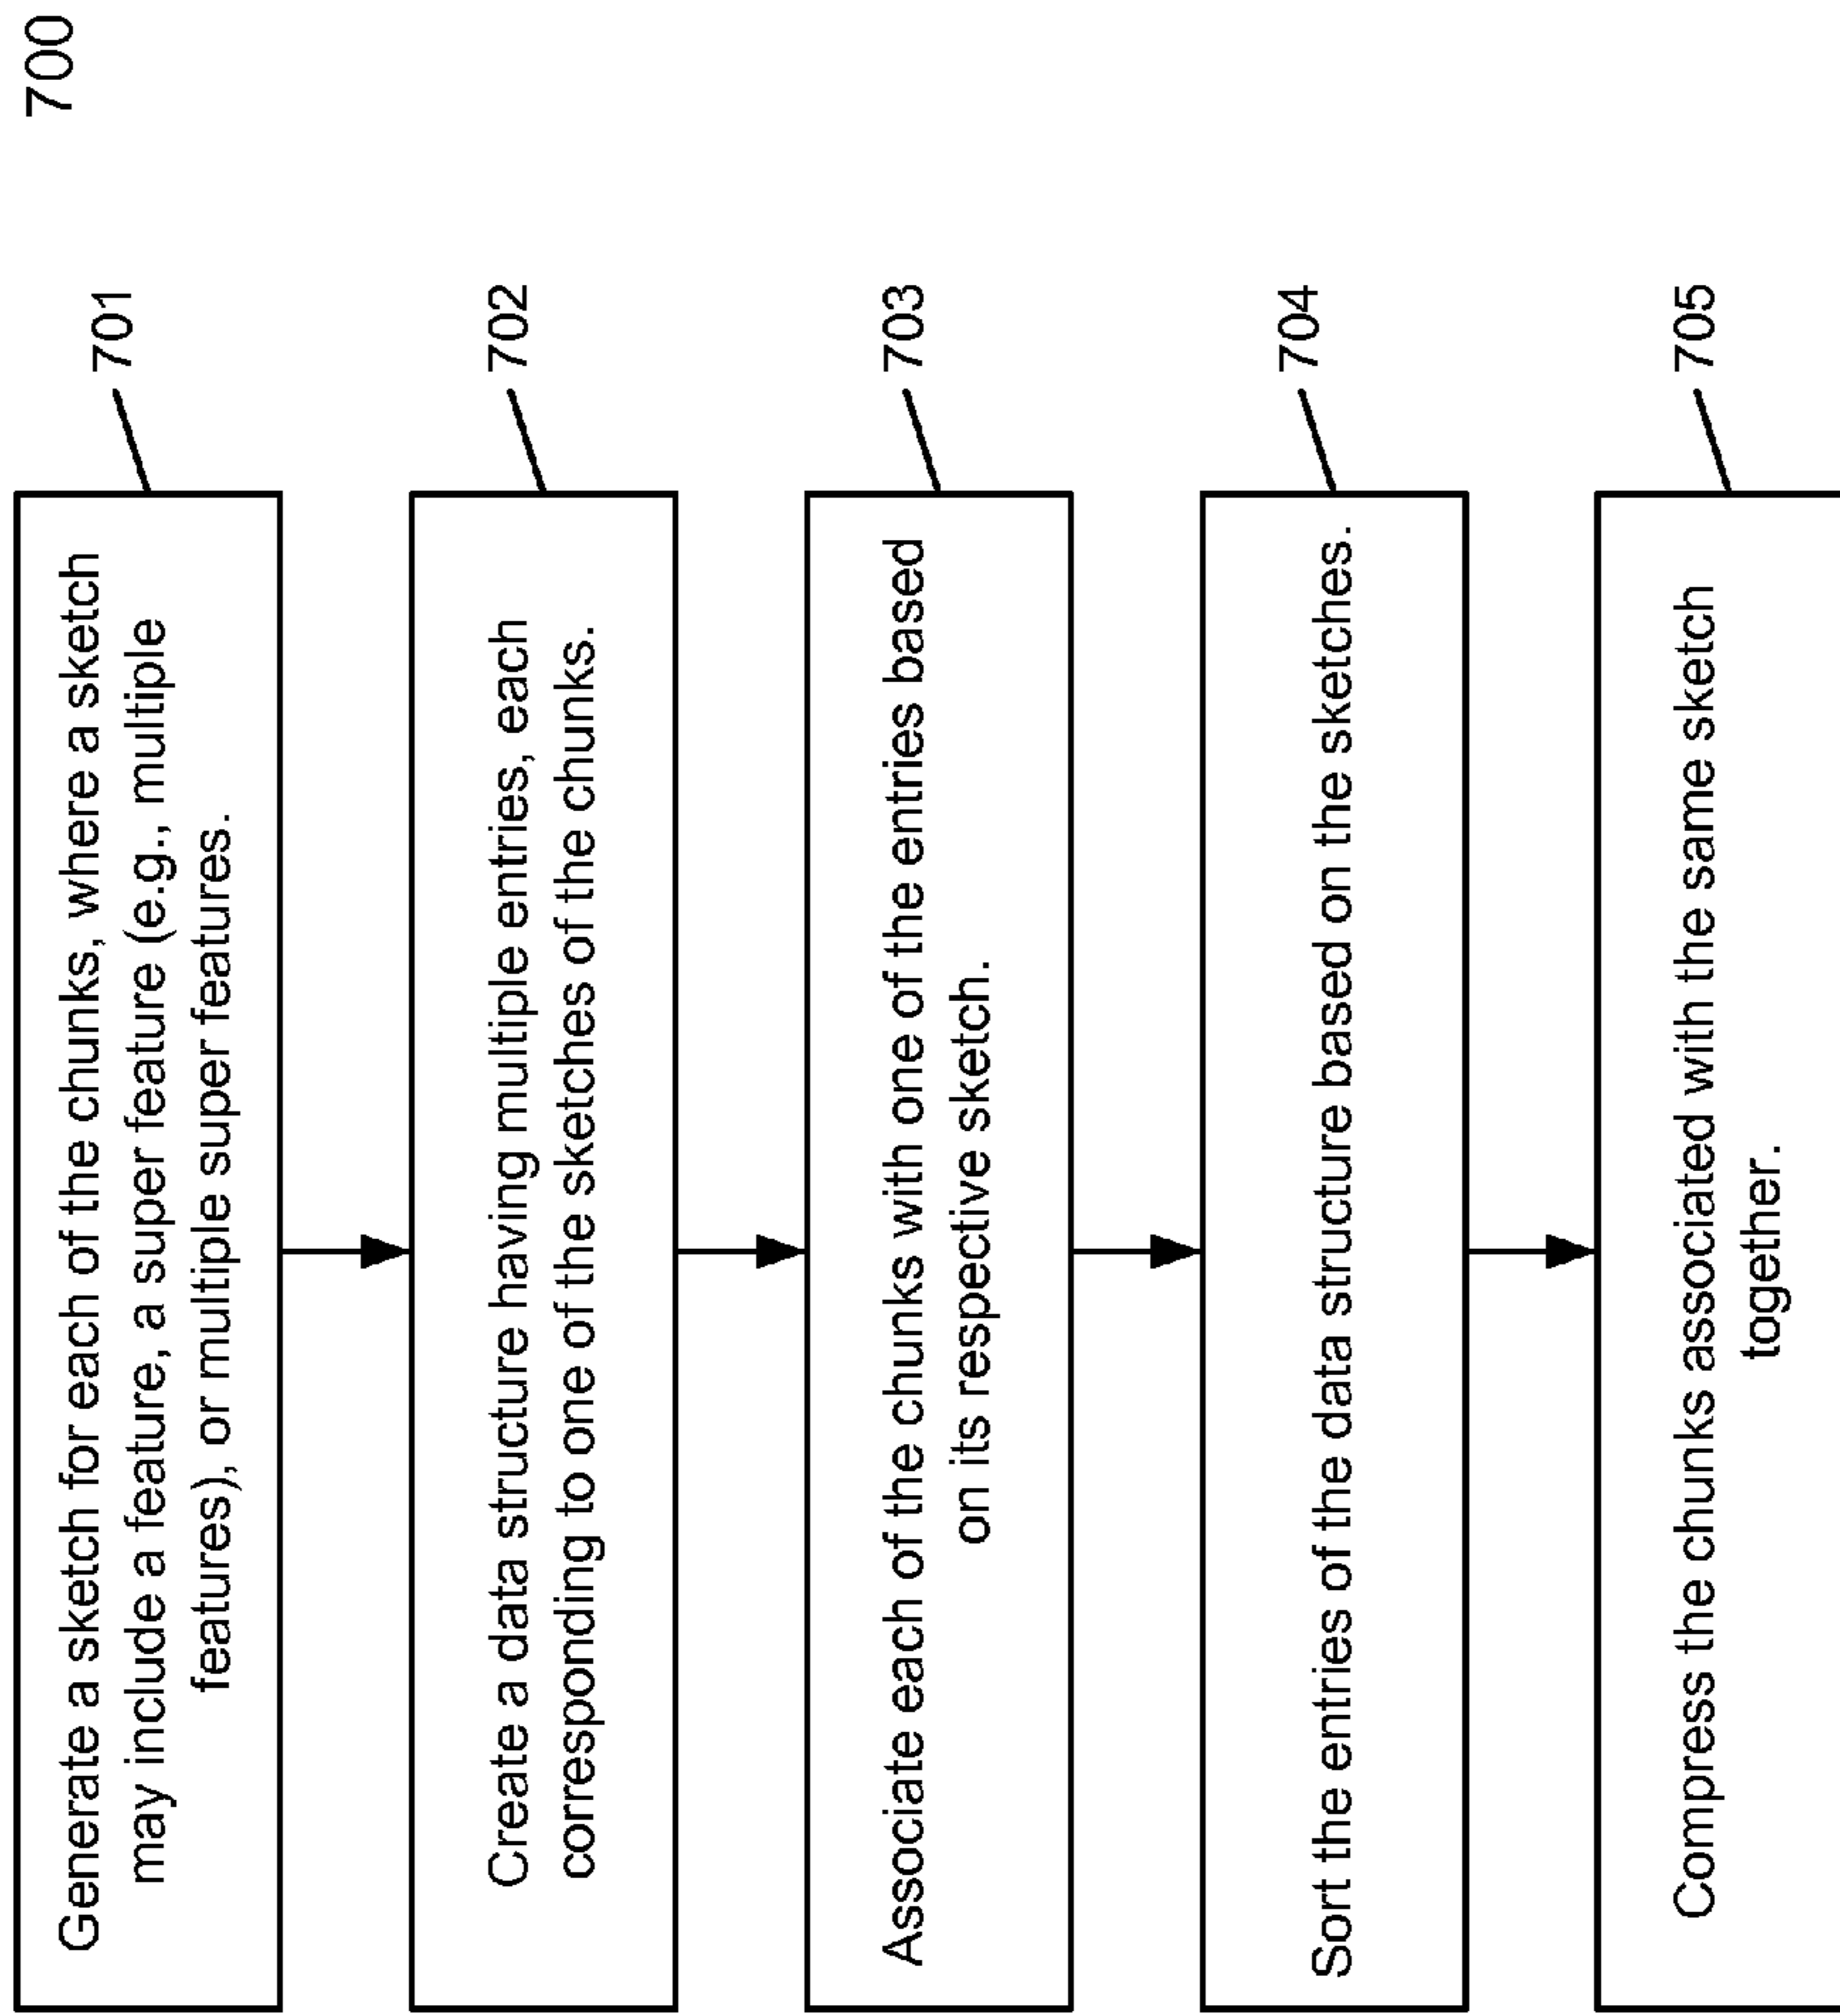 700
Generate a sketch for each of the chunks, where a sketch
may include a feature, a super feature (e.g., multiple
features), or multiple super features.
701
Create a data structure having multiple entries, each
corresponding to one of the sketches of the chunks.
702
Associate each of the chunks with one of the entries based
on its respective sketch.
703
Sort the entries of the data structure based on the sketches.
704
Compress the chunks associated with the same sketch
together.
705